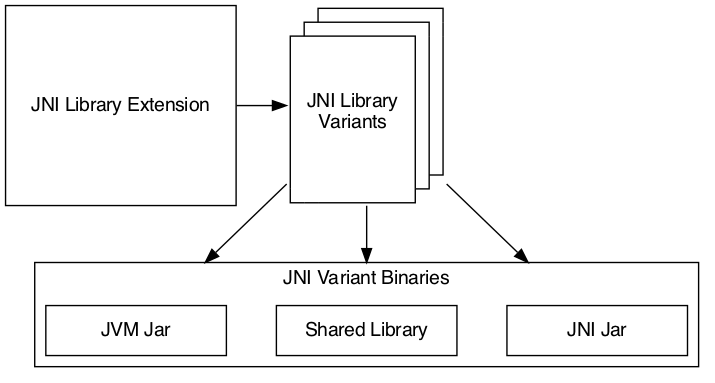 JNI Library Extension
JNI Library
Variants
JNI Variant Binaries
JVM Jar
Shared Library
JNI Jar